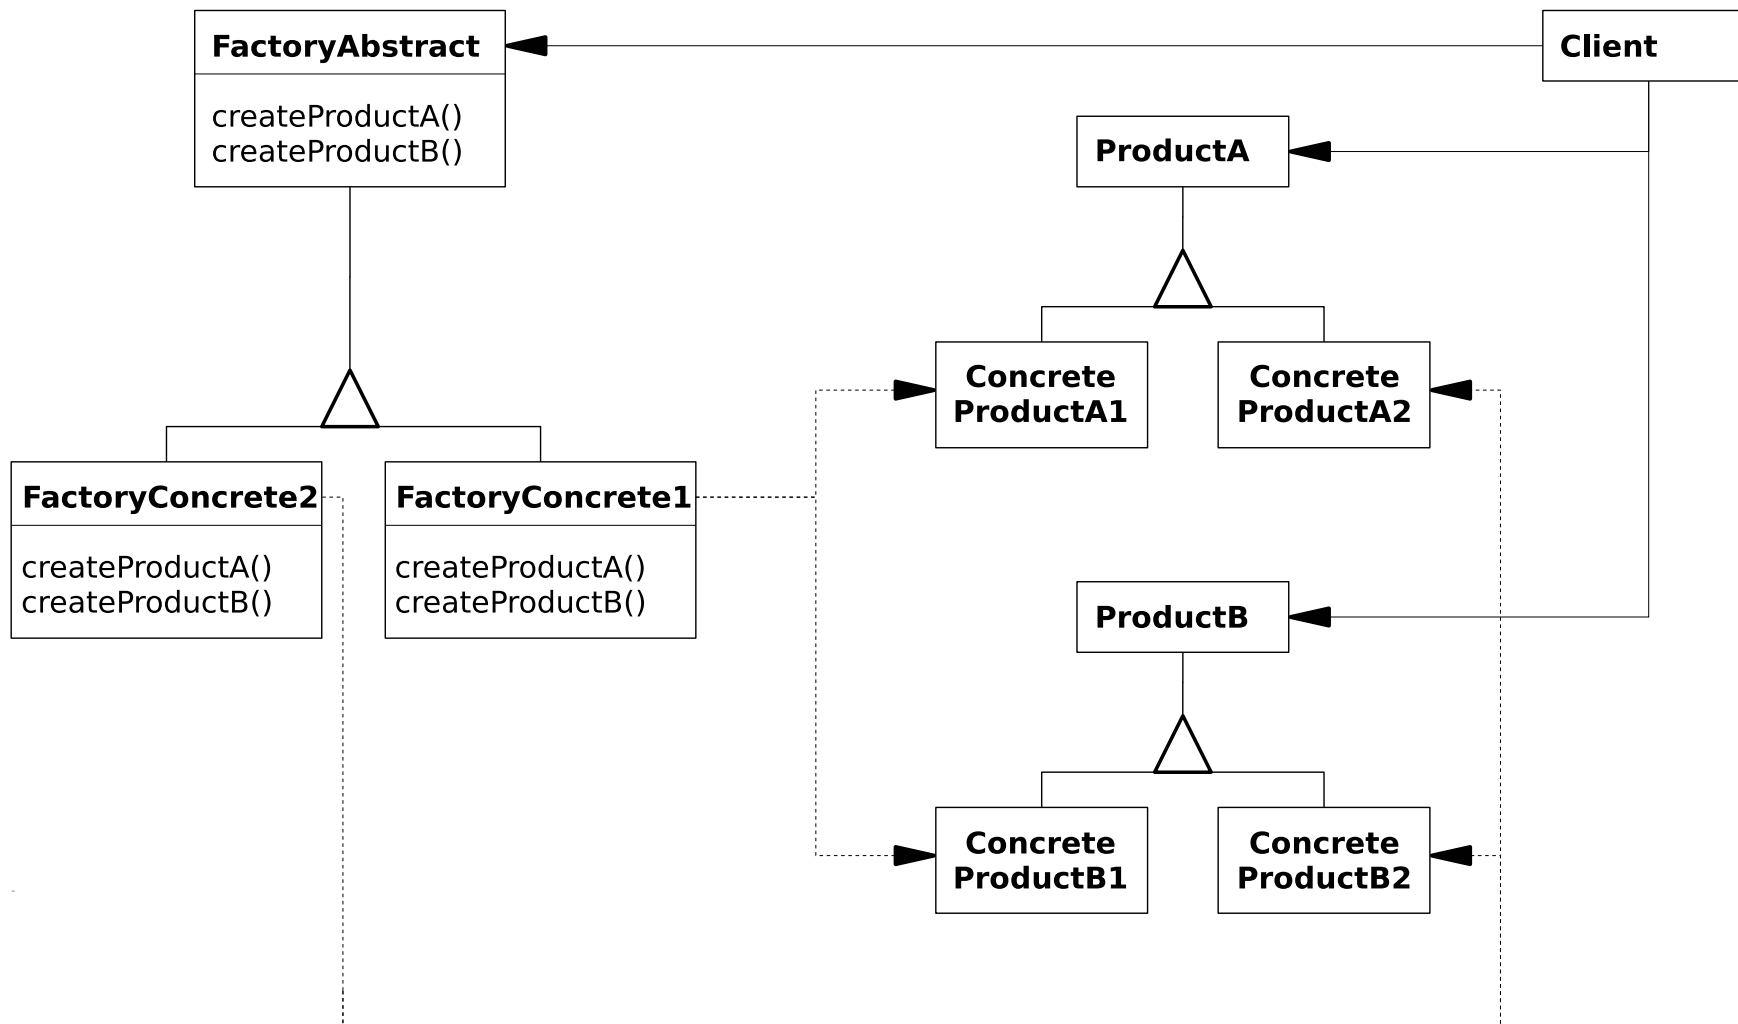 FactoryAbstract
createProductA()
createProductB()
Client
ProductA
Concrete
ProductA1
Concrete
ProductA2
FactoryConcrete2
createProductA()
createProductB()
FactoryConcrete1
createProductA()
createProductB()
ProductB
Concrete
ProductB1
Concrete
ProductB2